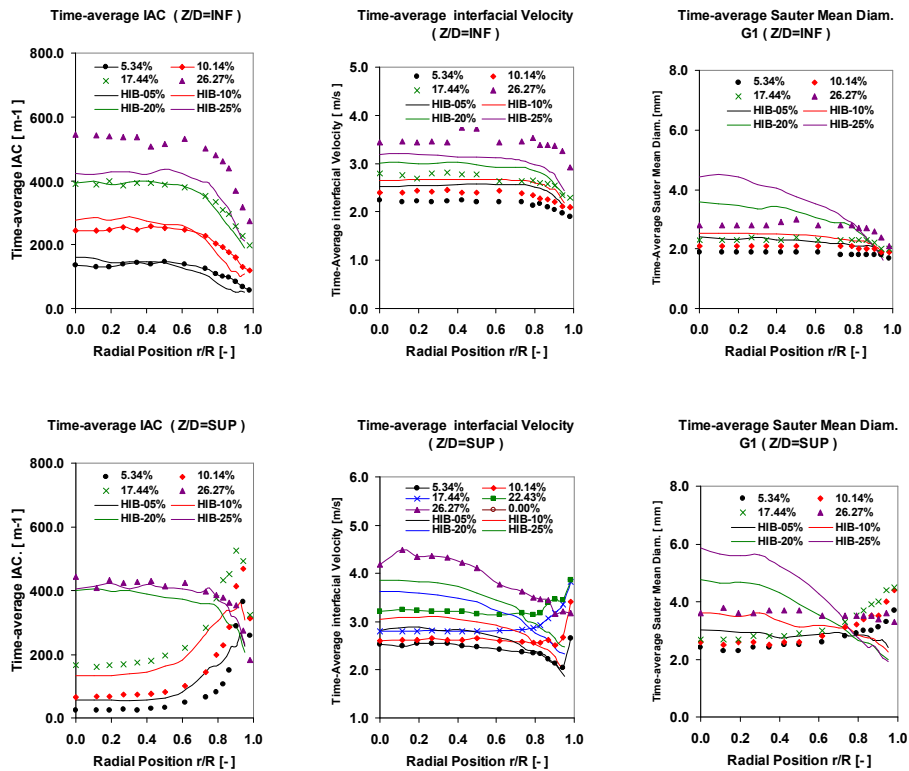 Time-average IAC ( Z/D=INF)
800.0
600.0
400.0
200.0
0.0
Time-average IAC [ m-1]
5.34%
10.14%
17.44%
26.27%
HIB-05%
HIB-10%
HIB-20%
HIB-25%
0.0 0.2 0.4 0.6 0.8 1.0
Radial Position r/R [-]
Time-average interfacial Velocity
( Z/D=INF)
5.0
4.0
3.0
2.0
1.0
0.0
Time-Average interfacial Velocity [ m/s]
5.34%
10.14%
17.44%
26.27%
HIB-05%
HIB-10%
HIB-20%
HIB-25%
0.0 0.2 0.4 0.6 0.8 1.0
Radial Position r/R [-]
Time-average Sauter Mean Diam.
G1 ( Z/D=INF)
8.0
6.0
4.0
2.0
0.0
Time-average Sauter Mean Diam. [mm]
5.34%
10.14%
17.44%
26.27%
HIB-05%
HIB-10%
HIB-20%
HIB-25%
0.0 0.2 0.4 0.6 0.8 1.0
Radial Position r/R [-]
Time-average IAC ( Z/D=SUP)
800.0
600.0
400.0
200.0
0.0
Time-average IAC. [ m-1]
5.34%
10.14%
17.44%
26.27%
HIB-05%
HIB-10%
HIB-20%
HIB-25%
0.0 0.2 0.4 0.6 0.8 1.0
Radial Position r/R [-]
Time-average interfacial Velocity
( Z/D=SUP)
6.0
5.0
4.0
3.0
2.0
1.0
Time-Average interfacial Velocity [ m/s]
5.34%
10.14%
17.44%
22.43%
26.27%
0.00%
HIB-05%
HIB-10%
HIB-20%
HIB-25%
0.0 0.2 0.4 0.6 0.8 1.0
Radial Position r/R [-]
Time-average Sauter Mean Diam.
G1 ( Z/D=SUP)
8.0
6.0
4.0
2.0
0.0
Time-average Sauter Mean Diam. [ mm]
5.34%
10.14%
17.44%
26.27%
HIB-05%
HIB-10%
HIB-20%
HIB-25%
0.0 0.2 0.4 0.6 0.8 1.0
Radial Position r/R [-]